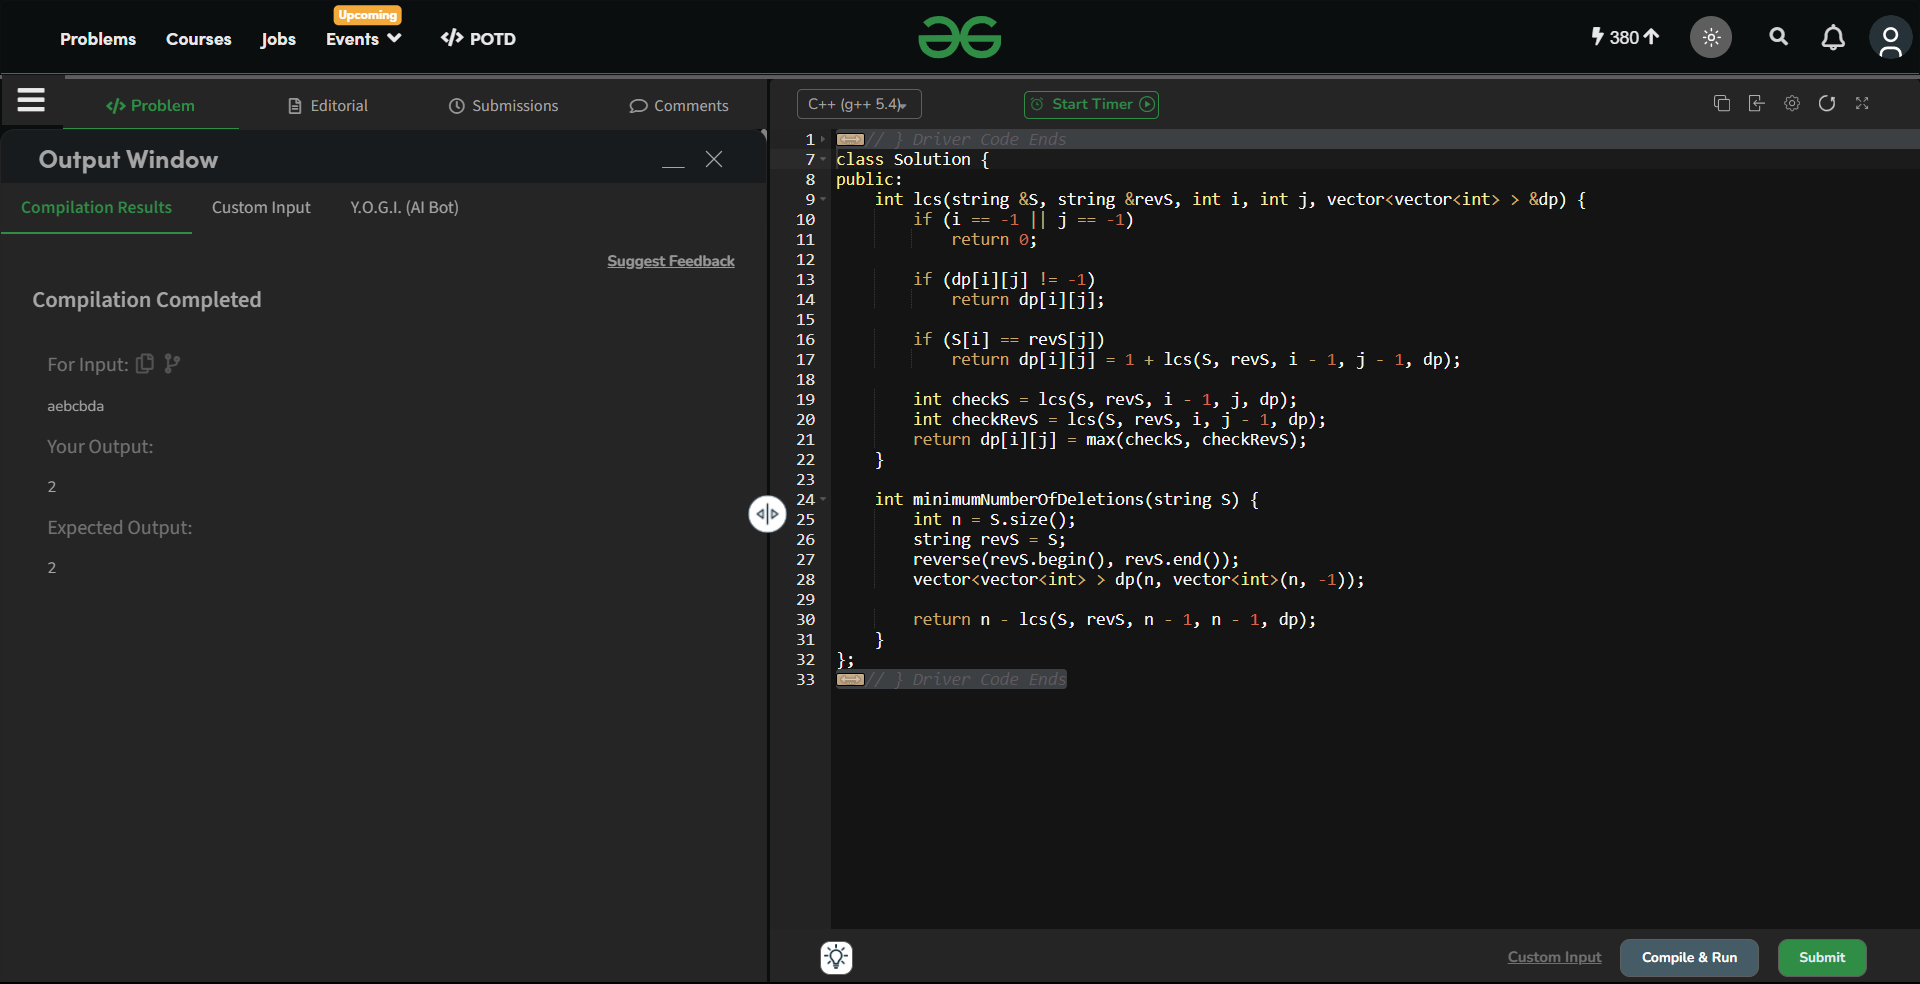 Problems Courses Jobs Events Upcoming POTD 380
Problem Editorial Submissions Comments
Output Window
Compilation Results Custom Input Y.O.G.I. (AI Bot)
Suggest Feedback
Compilation Completed
For Input:
aebcbda
Your Output:
2
Expected Output:
2
C++ (g++ 5.4) Start Timer
1 // } Driver Code Ends
7 class Solution {
8 public:
9     int lcs(string &S, string &revS, int i, int j, vector<vector<int> > &dp) {
10         if (i == -1 || j == -1)
11             return 0;
12
13         if (dp[i][j] != -1)
14             return dp[i][j];
15
16         if (S[i] == revS[j])
17             return dp[i][j] = 1 + lcs(S, revS, i - 1, j - 1, dp);
18
19         int checkS = lcs(S, revS, i - 1, j, dp);
20         int checkRevS = lcs(S, revS, i, j - 1, dp);
21         return dp[i][j] = max(checkS, checkRevS);
22     }
23
24     int minimumNumberOfDeletions(string S) {
25         int n = S.size();
26         string revS = S;
27         reverse(revS.begin(), revS.end());
28         vector<vector<int> > dp(n, vector<int>(n, -1));
29
30         return n - lcs(S, revS, n - 1, n - 1, dp);
31     }
32 };
33 // } Driver Code Ends
Custom Input Compile & Run Submit